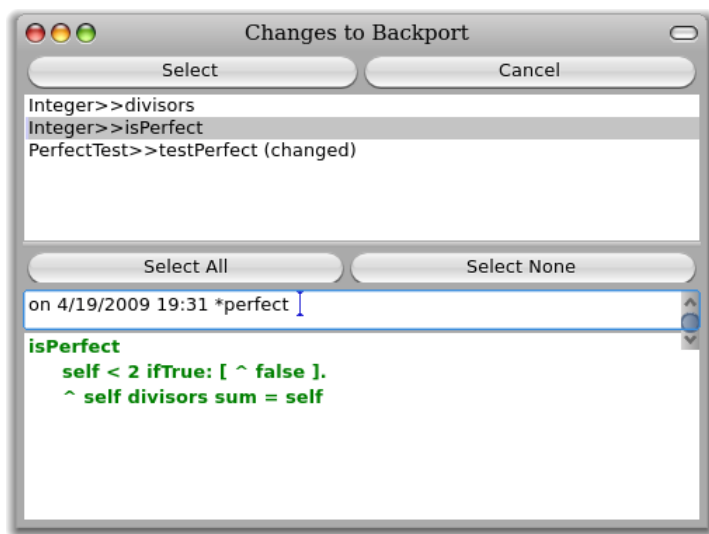 Changes to Backport
Select Cancel
Integer>>divisors
Integer>>isPerfect
PerfectTest>>testPerfect (changed)
Select All Select None
on 4/19/2009 19:31 *perfect
isPerfect
self < 2 ifTrue: [ ^ false ].
^ self divisors sum = self